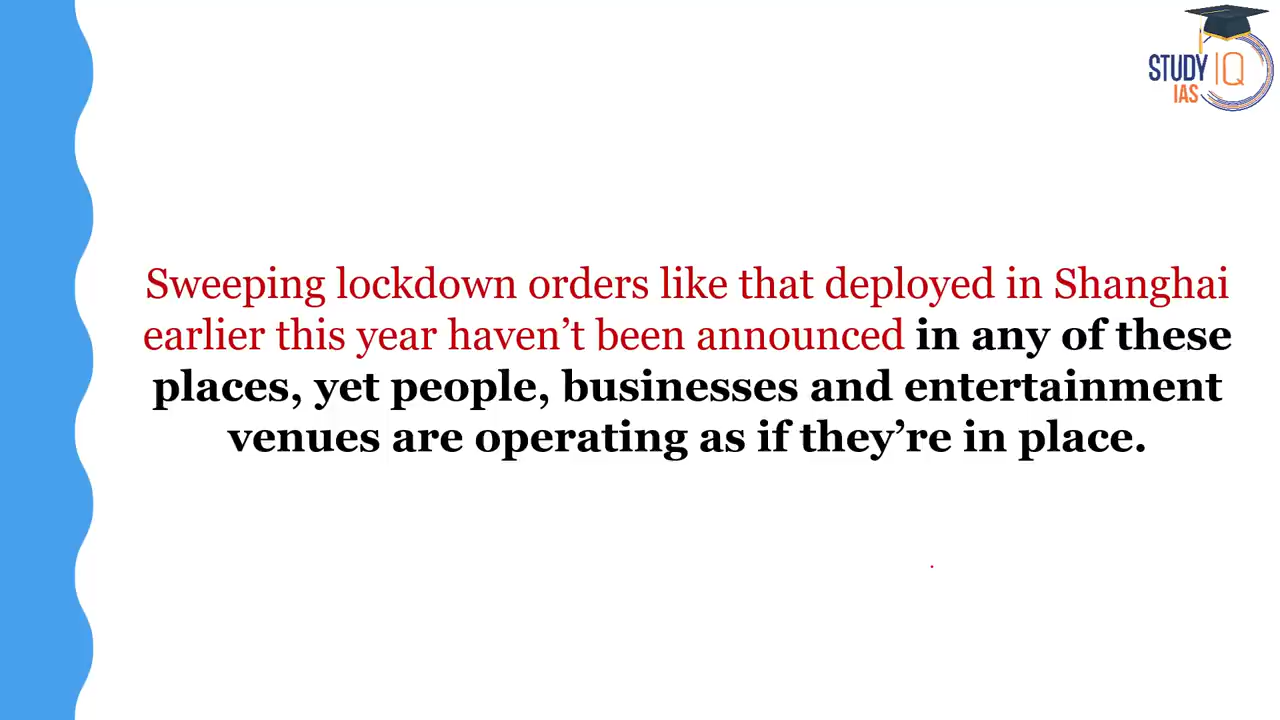 STUDY IQ
IAS
Sweeping lockdown orders like that deployed in Shanghai
earlier this year haven’t been announced in any of these
places, yet people, businesses and entertainment
venues are operating as if they’re in place.